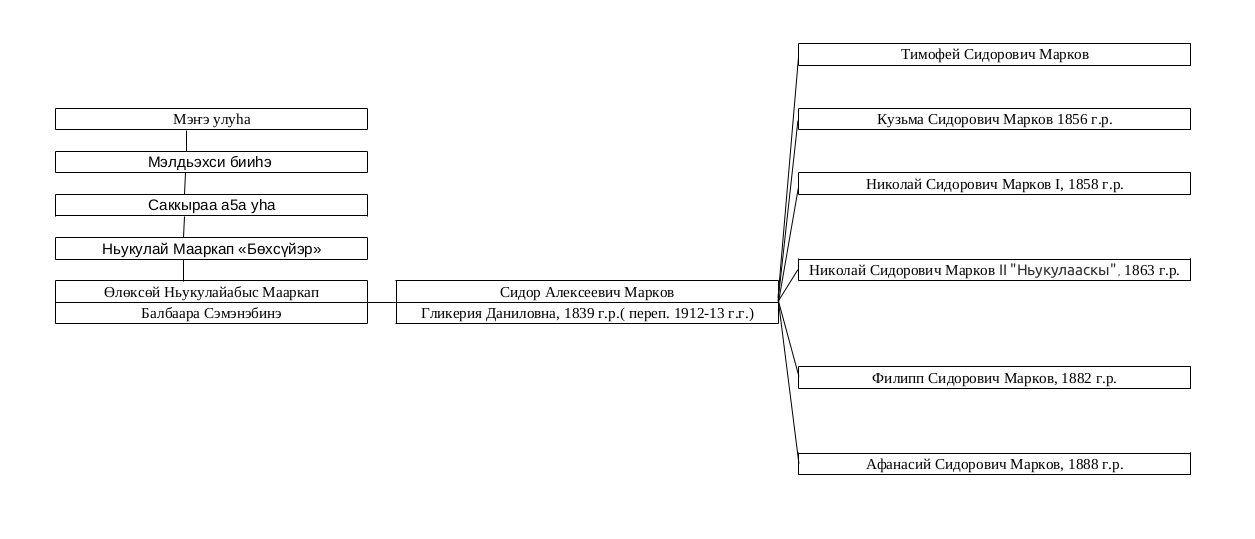 Мэҥэ улуһа
Мэлдьэхси бииһэ
Саккыраа а5а уһа
Ньукулай Мааркап «Бөхсүйэр»
Өлөксөй Ньукулайабыс Мааркап
Балбаара Сэмэнэбинэ
Сидор Алексеевич Марков
Гликерия Даниловна, 1839 г.р.( переп. 1912-13 г.г.)
Тимофей Сидорович Марков
Кузьма Сидорович Марков 1856 г.р.
Николай Сидорович Марков I, 1858 г.р.
Николай Сидорович Марков II "Ньукулааскы", 1863 г.р.
Филипп Сидорович Марков, 1882 г.р.
Афанасий Сидорович Марков, 1888 г.р.